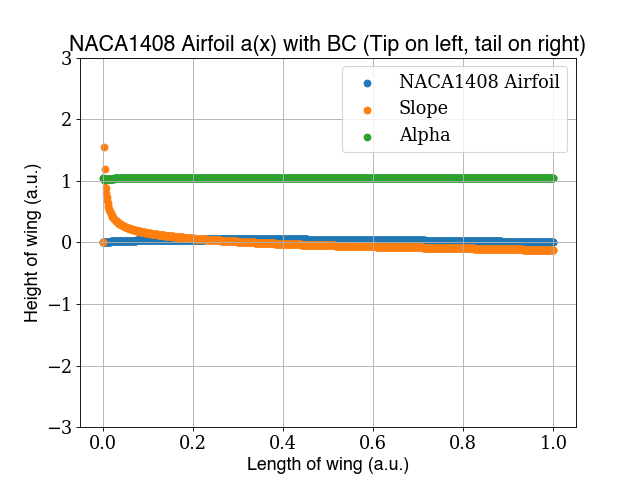 NACA1408 Airfoil a(x) with BC (Tip on left, tail on right)
NACA1408 Airfoil
Slope
Alpha
3
2
1
0
−1
−2
−3
Height of wing (a.u.)
0.0 0.2 0.4 0.6 0.8 1.0
Length of wing (a.u.)